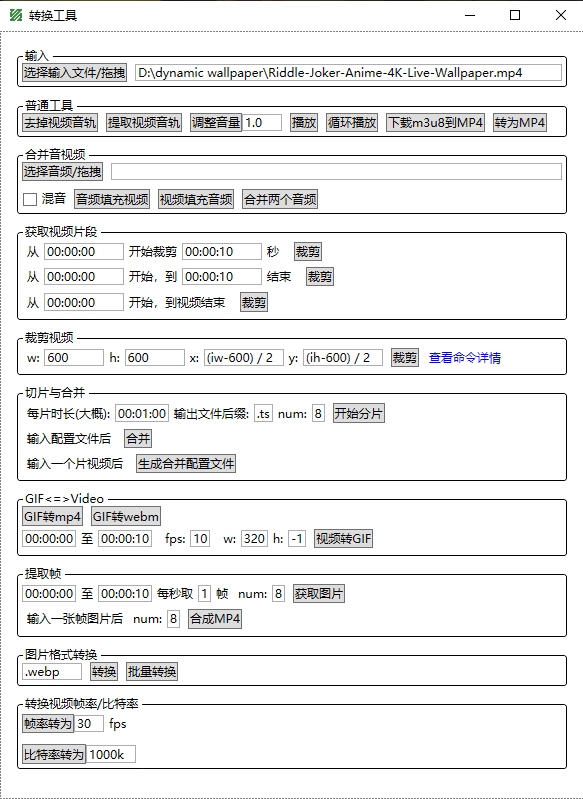 转换工具
输入
选择输入文件/拖拽 D:\dynamic wallpaper\Riddle-Joker-Anime-4K-Live-Wallpaper.mp4
普通工具
去掉视频音轨 提取视频音轨 调整音量 1.0 播放 循环播放 下载m3u8到MP4 转为MP4
合并音视频
选择音频/拖拽
混音 音频填充视频 视频填充音频 合并两个音频
获取视频片段
从 00:00:00 开始裁剪 00:00:10 秒 裁剪
从 00:00:00 开始，到 00:00:10 结束 裁剪
从 00:00:00 开始，到视频结束 裁剪
裁剪视频
w: 600 h: 600 x: (iw-600) / 2 y: (ih-600) / 2 裁剪 查看命令详情
切片与合并
每片时长(大概): 00:01:00 输出文件后缀: .ts num: 8 开始分片
输入配置文件后 合并
输入一个片视频后 生成合并配置文件
GIF<=>Video
GIF转mp4 GIF转webm
00:00:00 至 00:00:10 fps: 10 w: 320 h: -1 视频转GIF
提取帧
00:00:00 至 00:00:10 每秒取 1 帧 num: 8 获取图片
输入一张帧图片后 num: 8 合成MP4
图片格式转换
.webp 转换 批量转换
转换视频帧率/比特率
帧率转为 30 fps
比特率转为 1000k